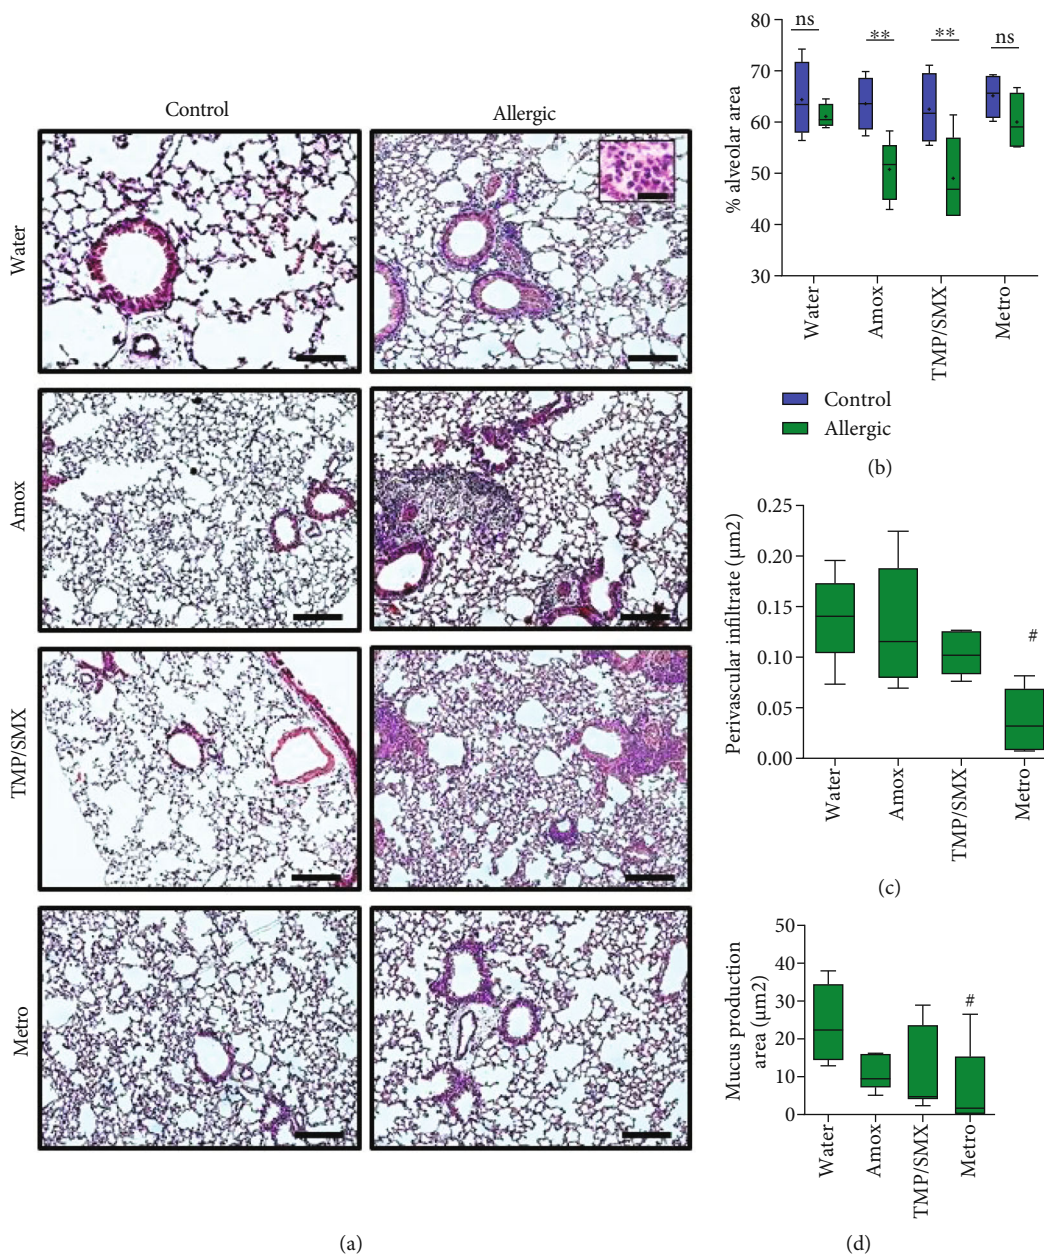 Control
Allergic
Water
Amox
TMP/SMX
Metro
(a)
% alveolar area
80
70
60
50
40
30
ns
**
**
ns
Water
Amox
TMP/SMX
Metro
Control
Allergic
(b)
Perivascular infiltrate (µm2)
0.25
0.20
0.15
0.10
0.05
0.00
#
Water
Amox
TMP/SMX
Metro
(c)
Mucus production
area (µm2)
50
40
30
20
10
0
#
Water
Amox
TMP/SMX
Metro
(d)